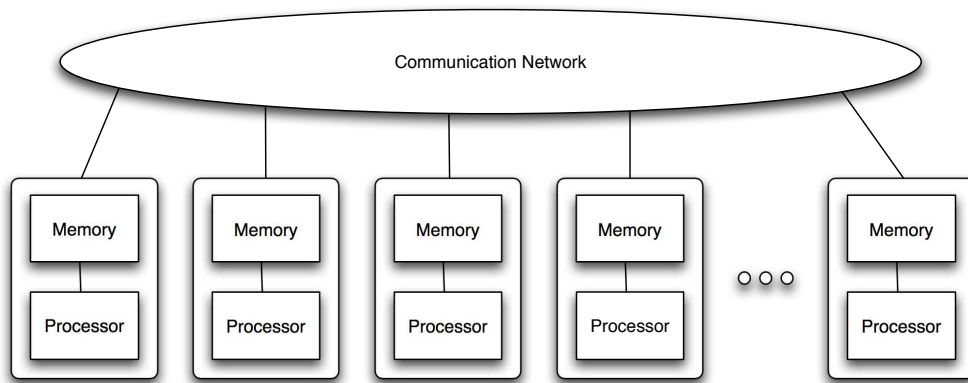 Communication Network
Memory Memory Memory Memory Memory
Processor Processor Processor Processor Processor